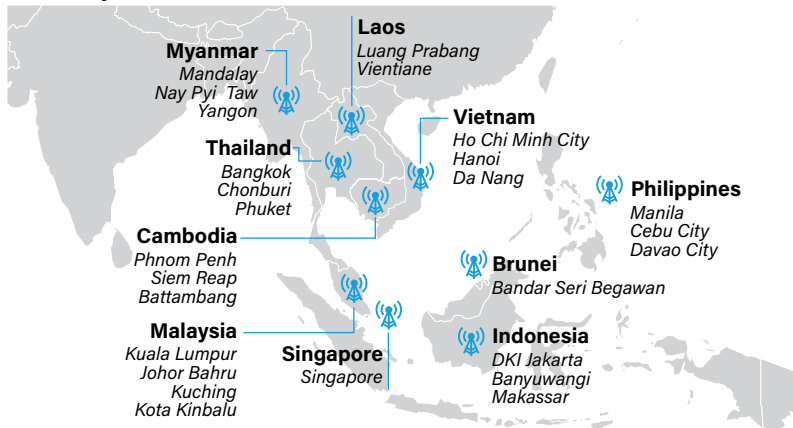 Laos
Luang Prabang
Vientiane
Myanmar
Mandalay
Nay Pyi Taw
Yangon
Vietnam
Ho Chi Minh City
Hanoi
Da Nang
Thailand
Bangkok
Chonburi
Phuket
Philippines
Manila
Cebu City
Davao City
Cambodia
Phnom Penh
Siem Reap
Battambang
Brunei
Bandar Seri Begawan
Malaysia
Kuala Lumpur
Johor Bahru
Kuching
Kota Kinbalu
Singapore
Singapore
Indonesia
DKI Jakarta
Banyuwangi
Makassar